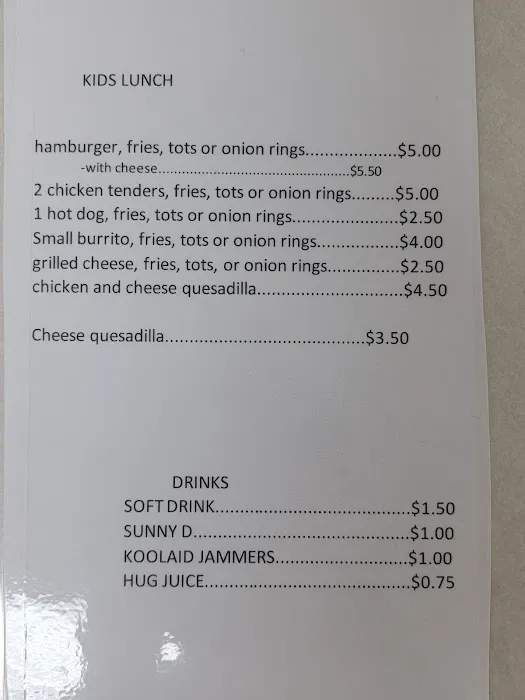 KIDS LUNCH
hamburger, fries, tots or onion rings..................$5.00
-with cheese....................................................$5.50
2 chicken tenders, fries, tots or onion rings.........$5.00
1 hot dog, fries, tots or onion rings......................$2.50
Small burrito, fries, tots or onion rings.................$4.00
grilled cheese, fries, tots, or onion rings...............$2.50
chicken and cheese quesadilla..............................$4.50
Cheese quesadilla.........................................$3.50
DRINKS
SOFT DRINK........................................$1.50
SUNNY D.............................................$1.00
KOOLAID JAMMERS...........................$1.00
HUG JUICE...........................................$0.75